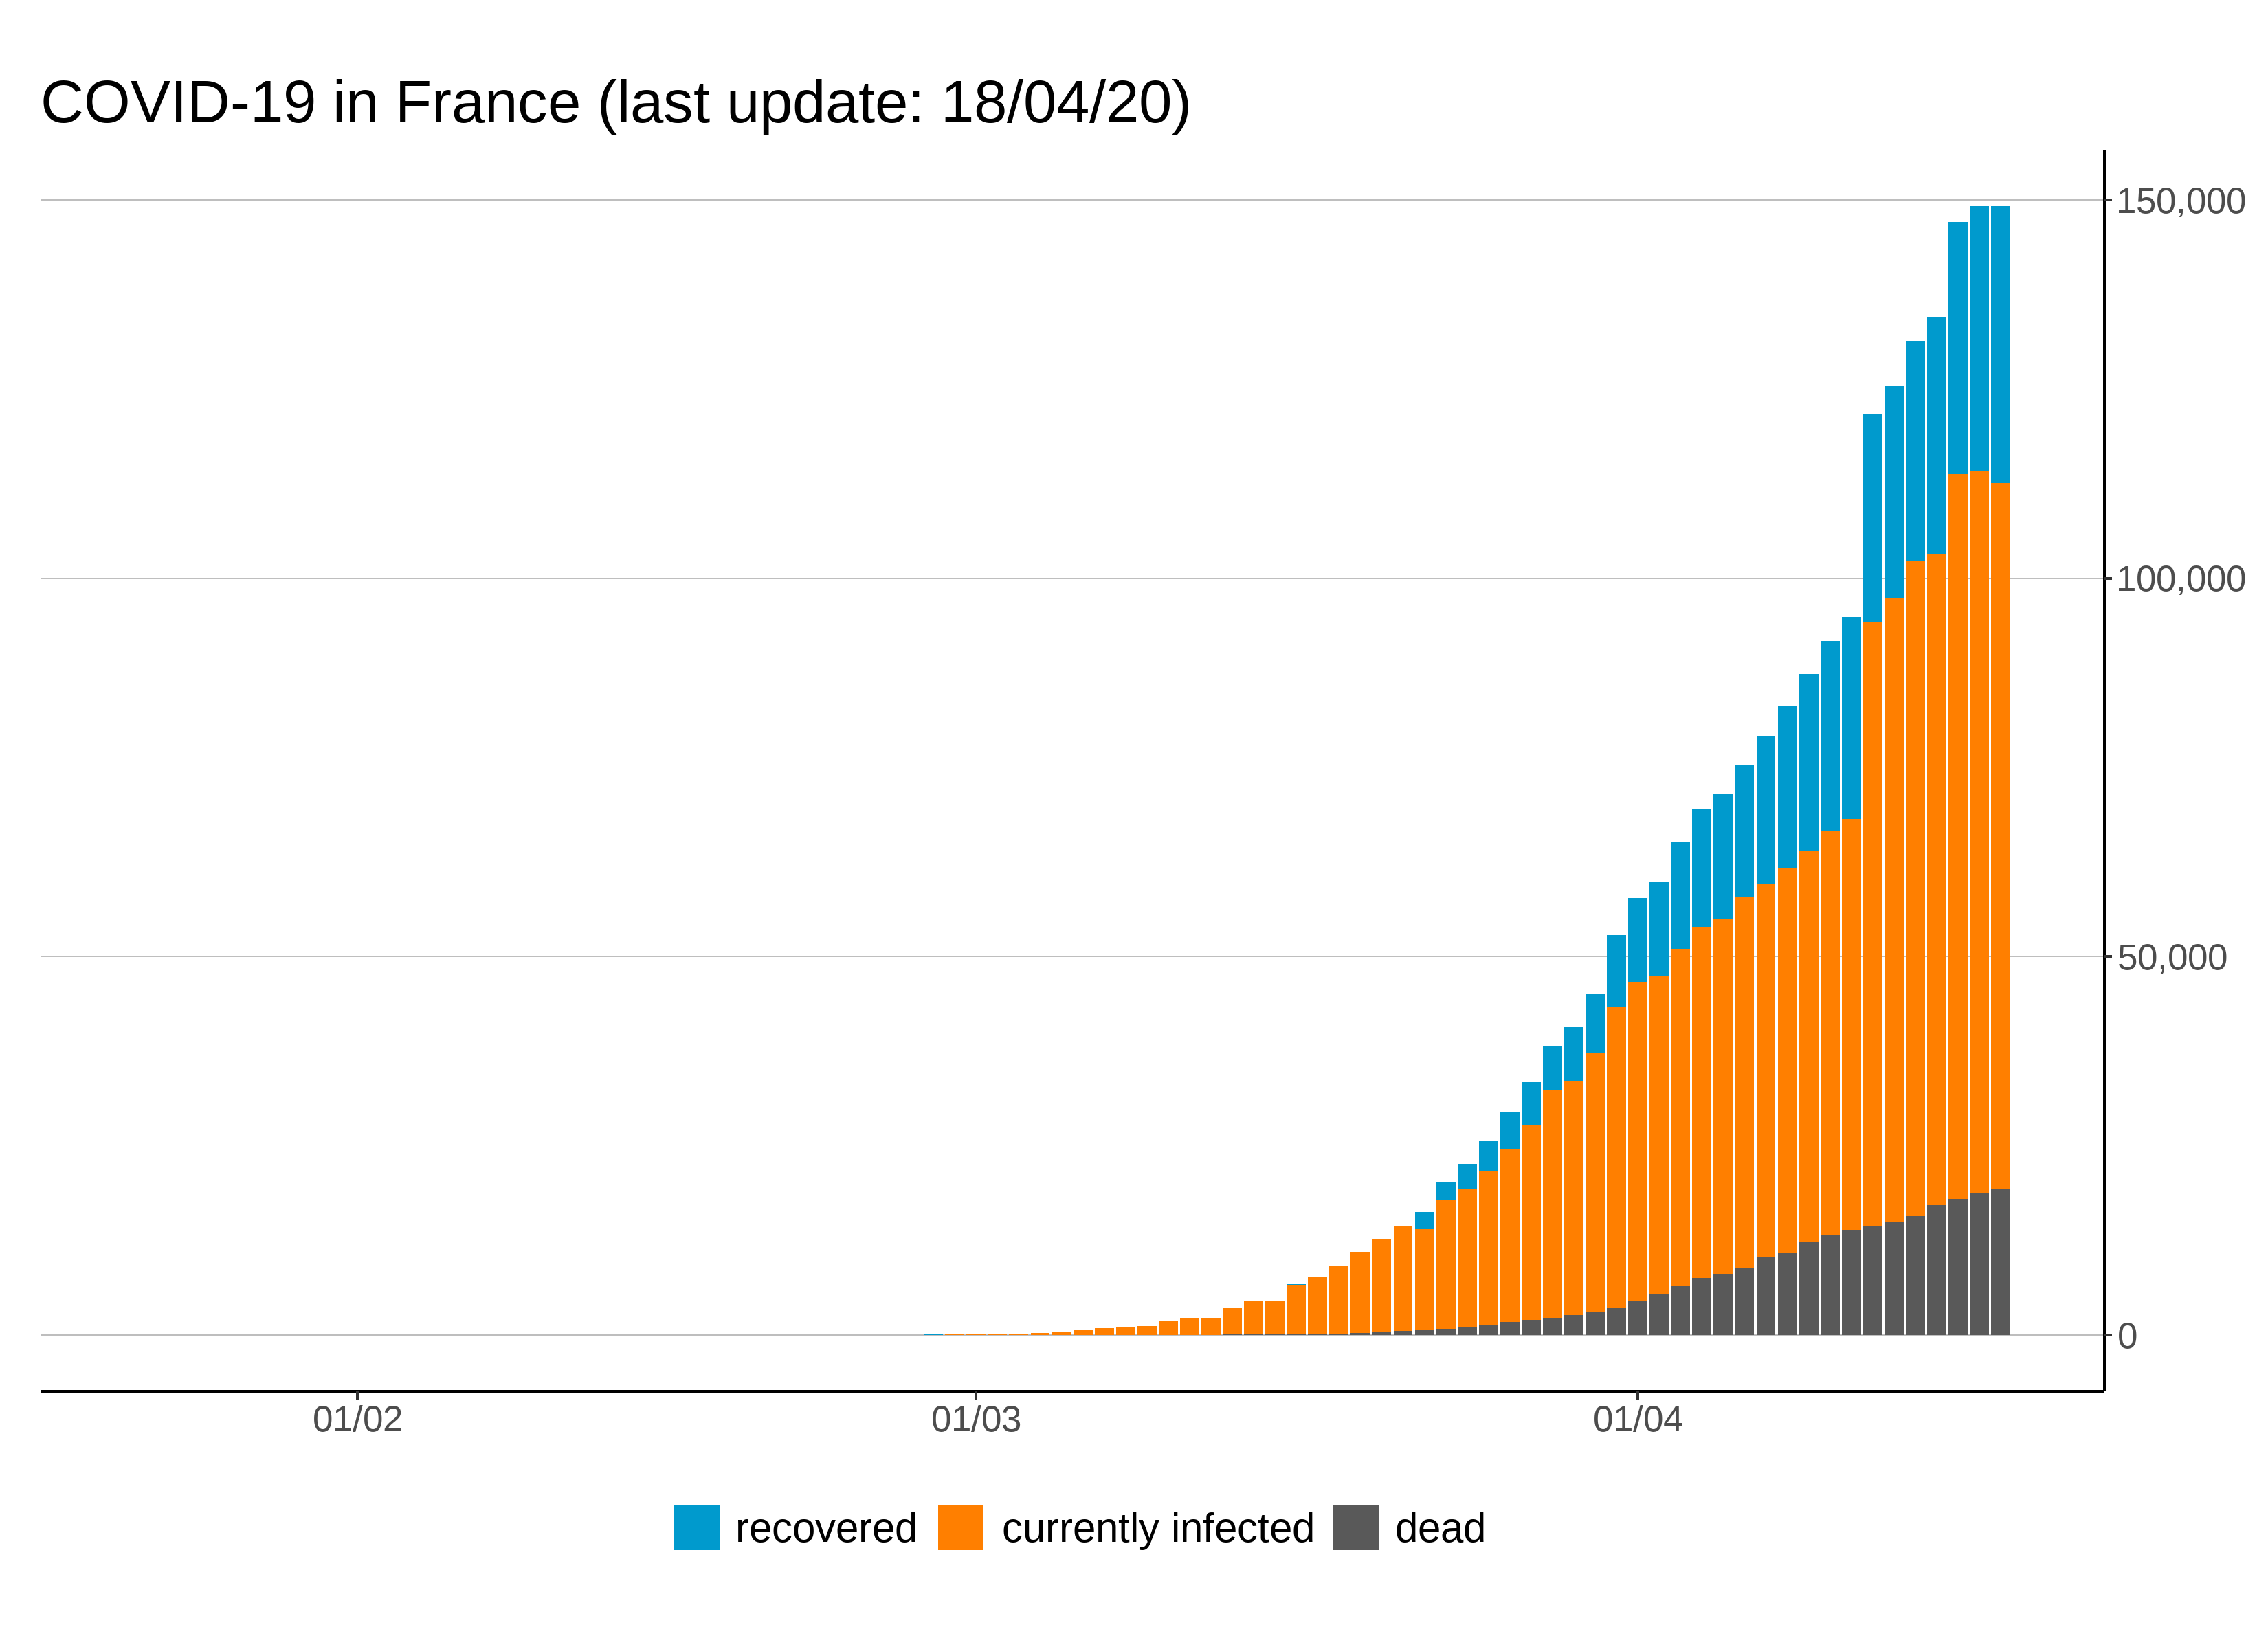 COVID-19 in France (last update: 18/04/20)
150,000
100,000
50,000
0
01/02 01/03 01/04
recovered currently infected dead